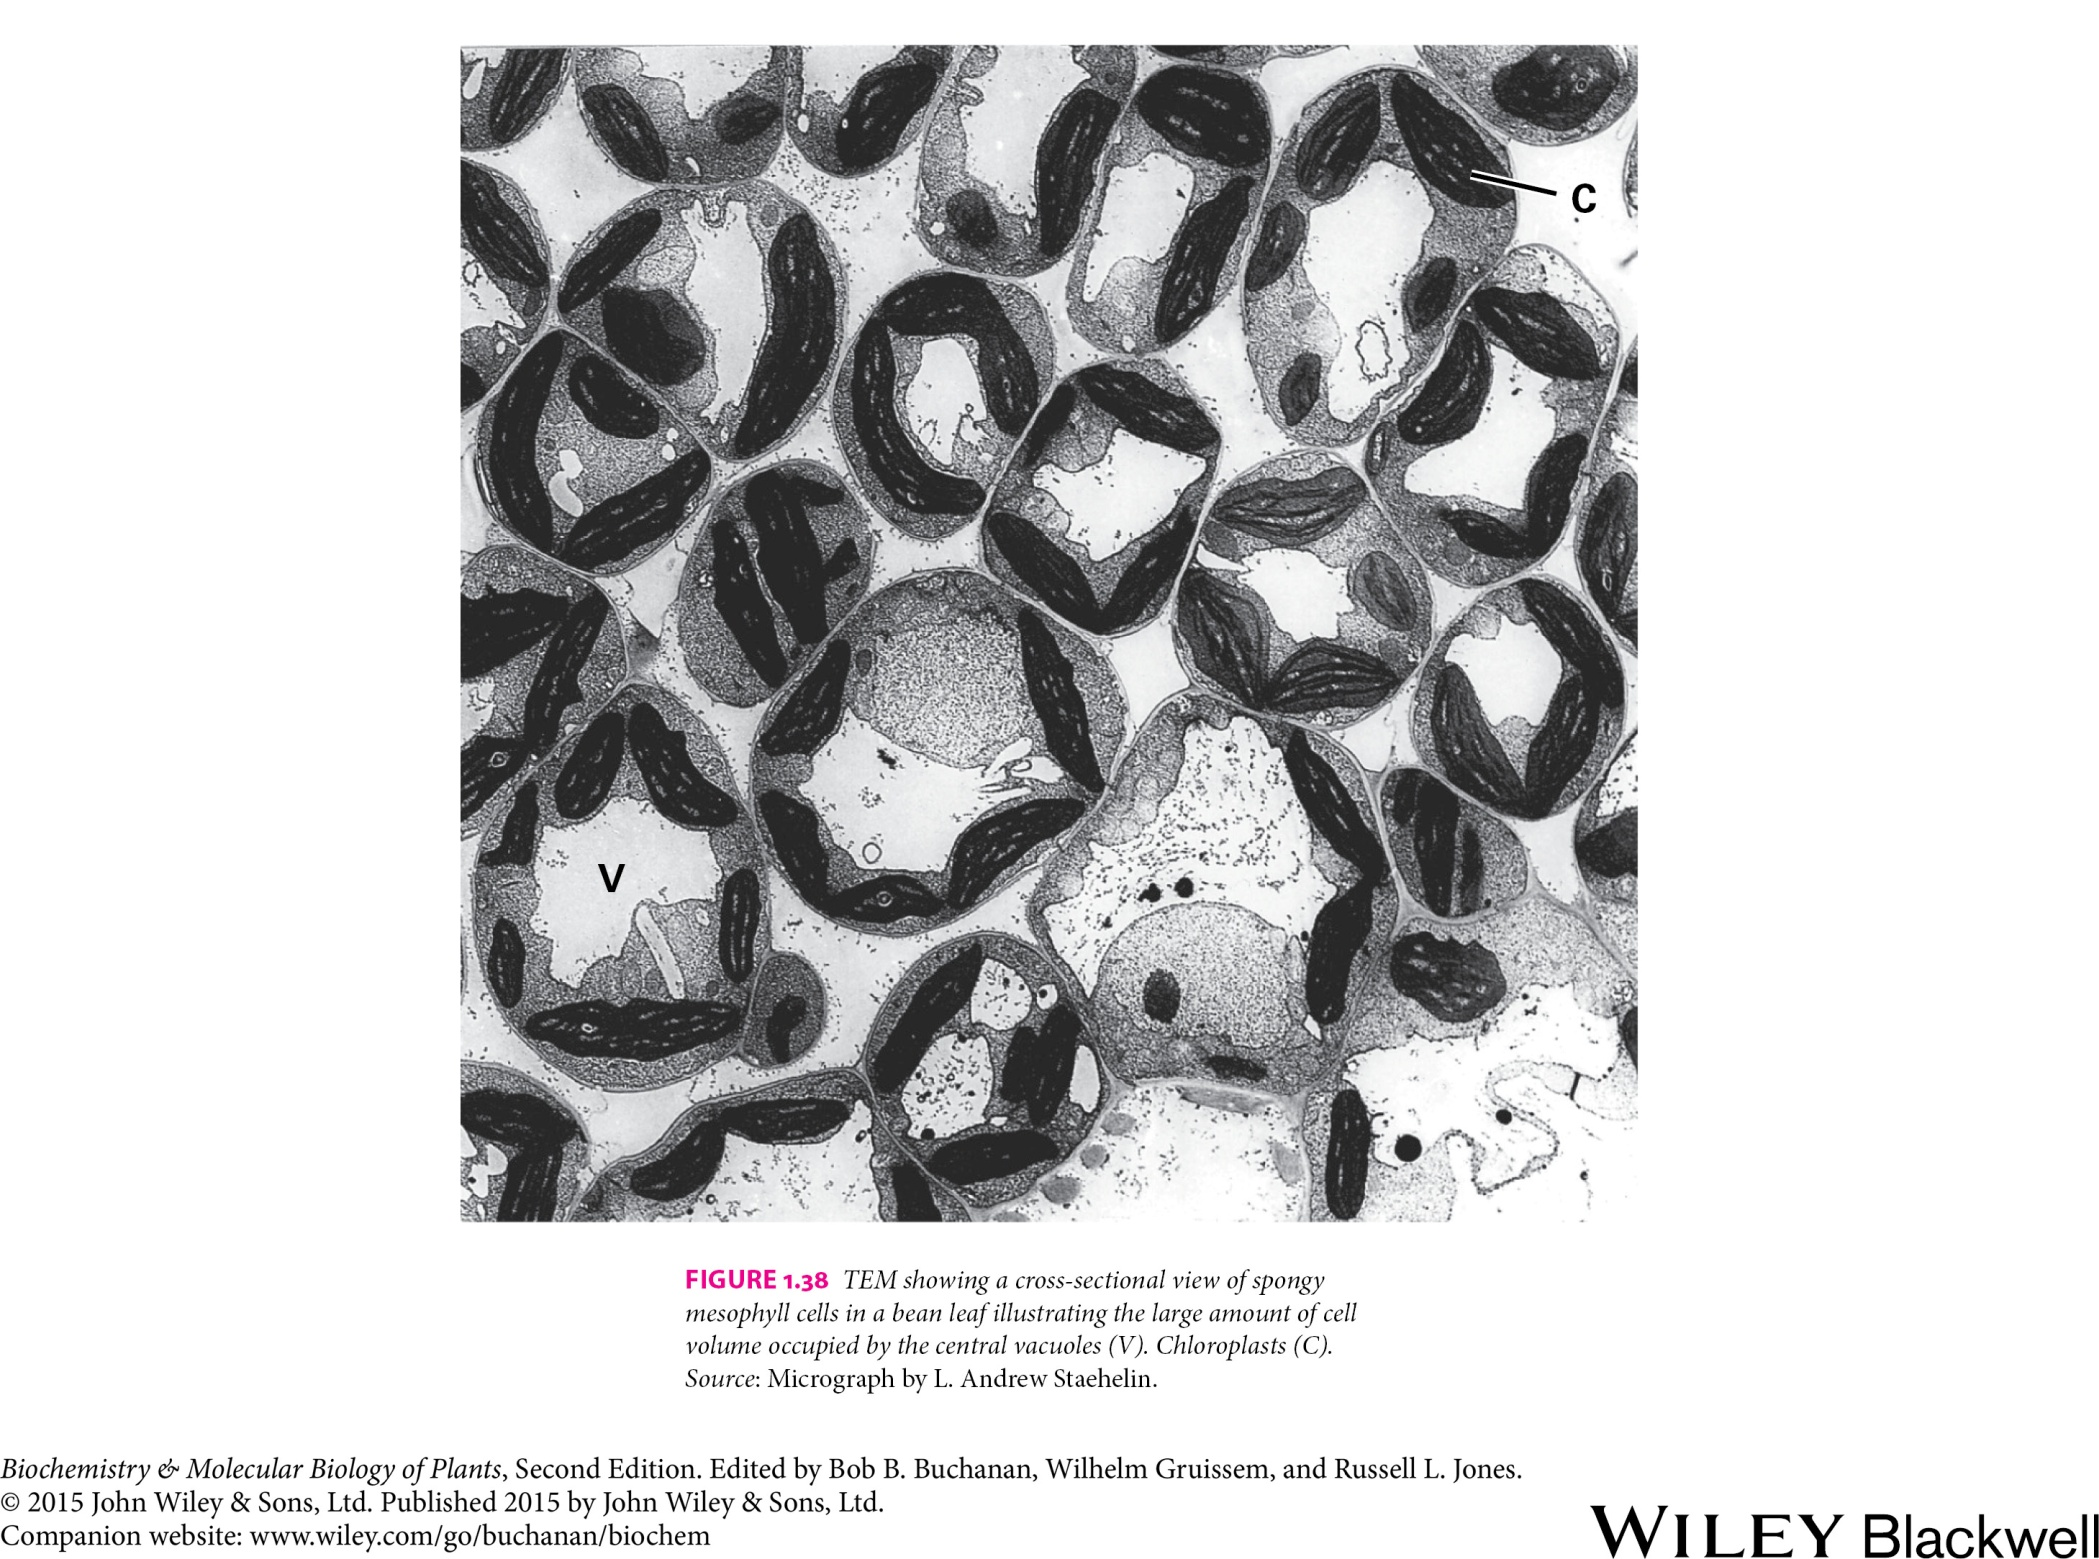 C
V
FIGURE 1.38 TEM showing a cross-sectional view of spongy
mesophyll cells in a bean leaf illustrating the large amount of cell
volume occupied by the central vacuoles (V). Chloroplasts (C).
Source: Micrograph by L. Andrew Staehelin.
Biochemistry & Molecular Biology of Plants, Second Edition. Edited by Bob B. Buchanan, Wilhelm Gruissem, and Russell L. Jones.
© 2015 John Wiley & Sons, Ltd. Published 2015 by John Wiley & Sons, Ltd.
Companion website: www.wiley.com/go/buchanan/biochem
WILEY Blackwell